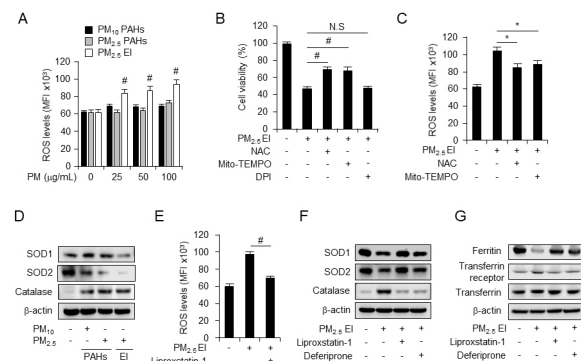 A
PM10 PAHs
PM2.5 PAHs
PM2.5 EI
ROS levels (MFI x10³)
120
100
80
60
40
20
0
#
#
#
PM (µg/mL)
0
25
50
100
B
N.S
#
#
Cell viability (%)
120
100
80
60
40
20
0
PM2.5 EI
- + + + +
NAC
- - + - -
Mito-TEMPO
- - - + -
DPI
- - - - +
C
*
*
ROS levels (MFI x10³)
120
100
80
60
40
20
0
PM2.5 EI
- + + +
NAC
- - + -
Mito-TEMPO
- - - +
D
SOD1
SOD2
Catalase
β-actin
PM10
- + - -
PM2.5
- - + +
PAHs
EI
E
#
ROS levels (MFI x10³)
120
100
80
60
40
20
0
PM2.5 EI
- + +
Liproxstatin-1
- - +
F
SOD1
SOD2
Catalase
β-actin
PM2.5 EI
- + + +
Liproxstatin-1
- - + -
Deferiprone
- - - +
G
Ferritin
Transferrin
receptor
Transferrin
β-actin
PM2.5 EI
- + + +
Liproxstatin-1
- - + -
Deferiprone
- - - +